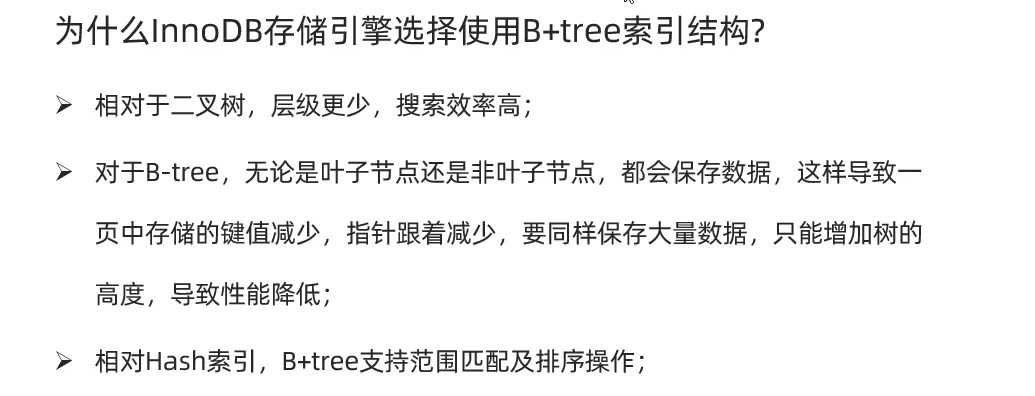 为什么InnoDB存储引擎选择使用B+tree索引结构?
➢ 相对于二叉树，层级更少，搜索效率高；
➢ 对于B-tree，无论是叶子节点还是非叶子节点，都会保存数据，这样导致一
页中存储的键值减少，指针跟着减少，要同样保存大量数据，只能增加树的
高度，导致性能降低；
➢ 相对Hash索引，B+tree支持范围匹配及排序操作；